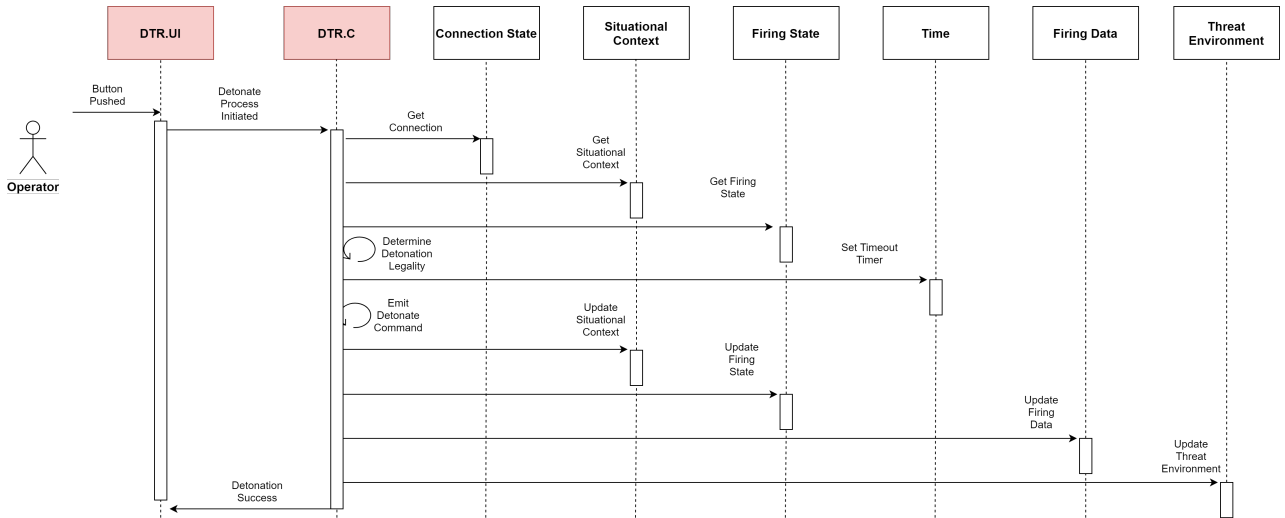 DTR.UI
DTR.C
Connection State
Situational
Context
Firing State
Time
Firing Data
Threat
Environment
Button
Pushed
Detonate
Process
Initiated
Get
Connection
Get
Situational
Context
Operator
Get Firing
State
Determine
Detonation
Legality
Set Timeout
Timer
Emit
Detonate
Command
Update
Situational
Context
Update
Firing
State
Update
Firing
Data
Update
Threat
Environment
Detonation
Success